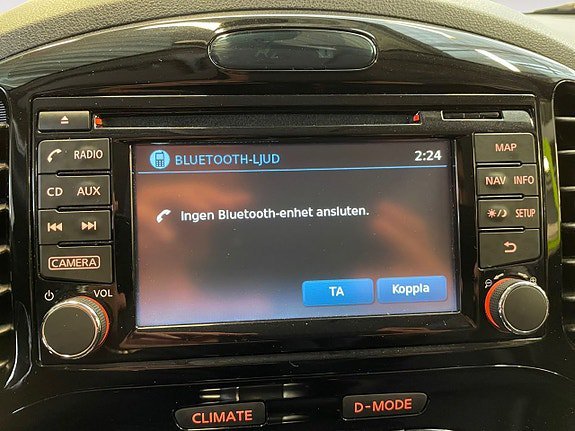 BLUETOOTH-LJUD 2:24
Ingen Bluetooth-enhet ansluten.
TA Koppla
RADIO
CD AUX
CAMERA
VOL
MAP
NAV INFO
SETUP
CLIMATE
D-MODE